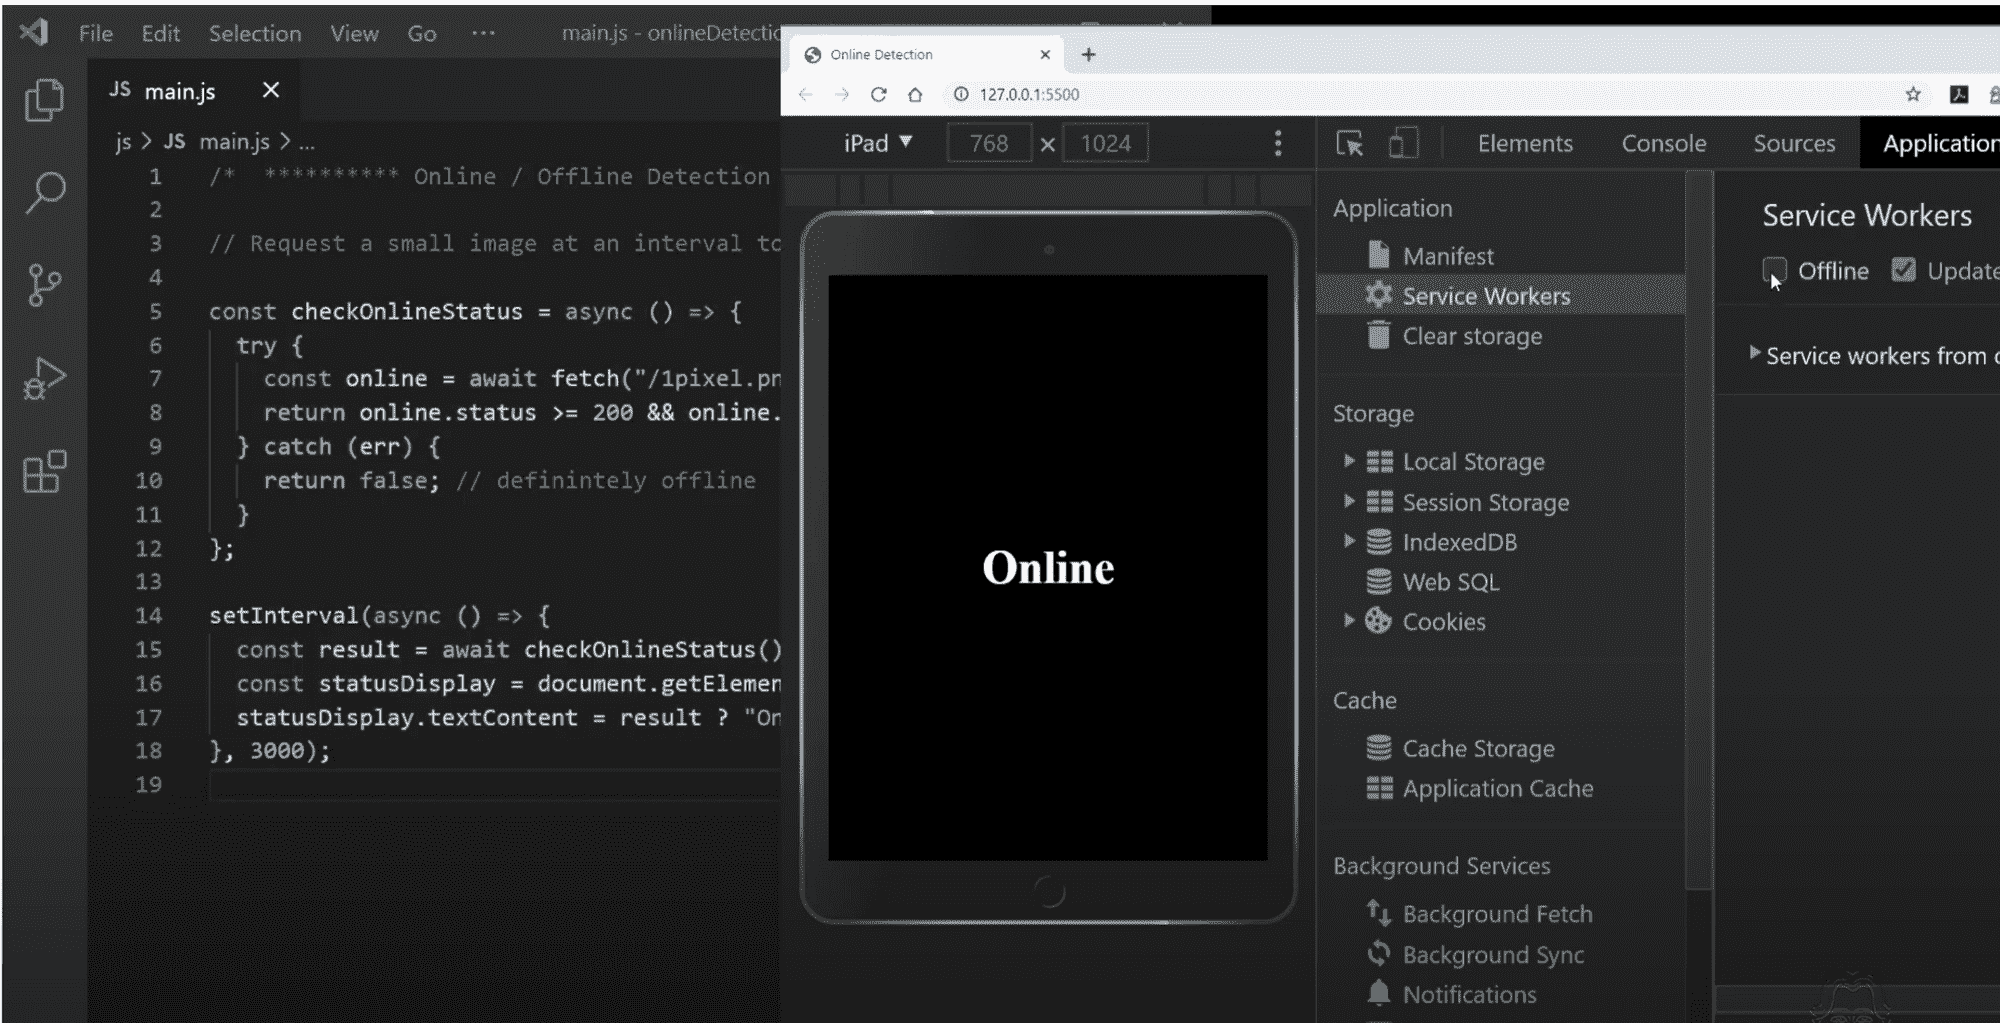 File Edit Selection View Go ··· main.js - onlineDetectio
JS main.js
js > JS main.js > ...
1 /* ********** Online / Offline Detection
2
3 // Request a small image at an interval to
4
5 const checkOnlineStatus = async () => {
6 try {
7 const online = await fetch("/1pixel.pn
8 return online.status >= 200 && online.
9 } catch (err) {
10 return false; // definintely offline
11 }
12 };
13
14 setInterval(async () => {
15 const result = await checkOnlineStatus()
16 const statusDisplay = document.getElemen
17 statusDisplay.textContent = result ? "On
18 }, 3000);
19
Online Detection
127.0.0.1:5500
iPad ▼ 768 × 1024
Online
Elements Console Sources Application
Application
Manifest
Service Workers
Clear storage
Storage
Local Storage
Session Storage
IndexedDB
Web SQL
Cookies
Cache
Cache Storage
Application Cache
Background Services
Background Fetch
Background Sync
Notifications
Service Workers
Offline Update
Service workers from o